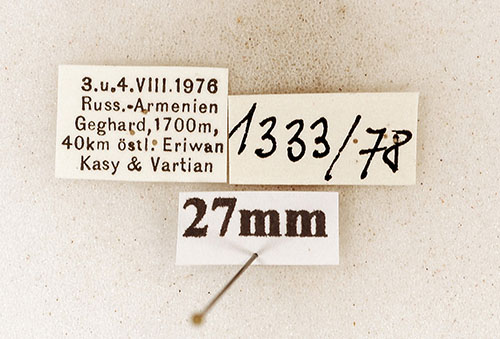 3.u.4.VIII.1976
Russ.-Armenien
Geghard,1700m,
40km östl. Eriwan
Kasy & Vartian
1333/78
27mm